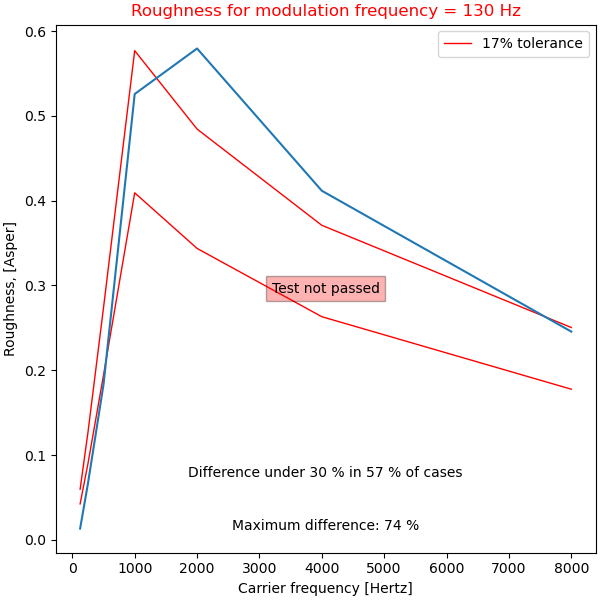 Roughness for modulation frequency = 130 Hz
17% tolerance
0.6
0.5
0.4
0.3
0.2
0.1
0.0
Roughness, [Asper]
Test not passed
Difference under 30 % in 57 % of cases
Maximum difference: 74 %
0 1000 2000 3000 4000 5000 6000 7000 8000
Carrier frequency [Hertz]